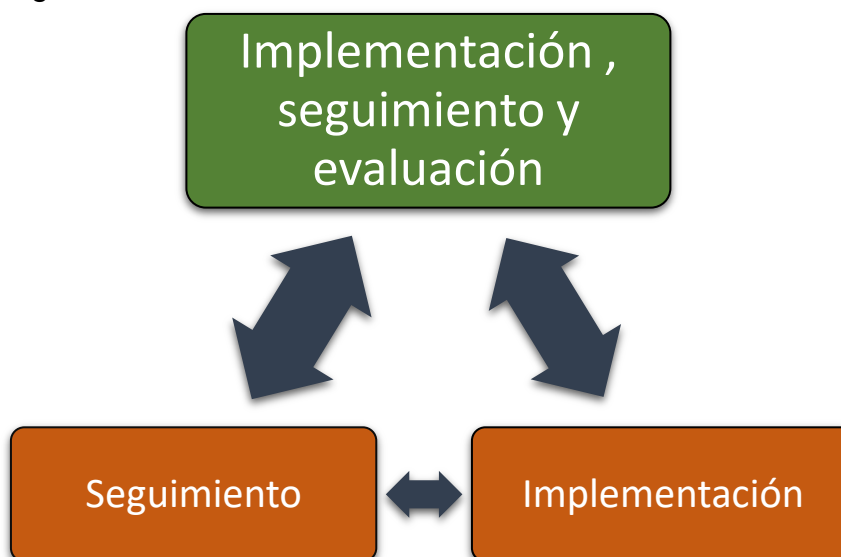 Implementación ,
seguimiento y
evaluación
Seguimiento
Implementación